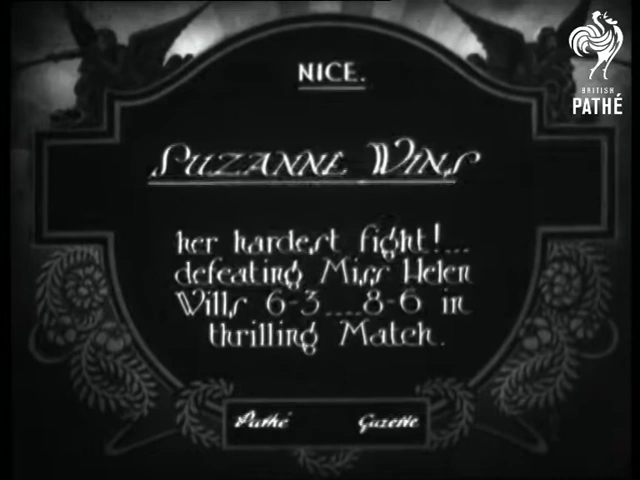 NICE.
BRITISH
PATHÉ
SUZANNE WINS
her hardest fight!....
defeating Miss Helen
Wills 6-3....8-6 in
thrilling Match.
Pathé Gazette